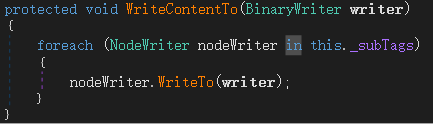 protected void WriteContentTo(BinaryWriter writer)
{
    foreach (NodeWriter nodeWriter in this._subTags)
    {
        nodeWriter.WriteTo(writer);
    }
}